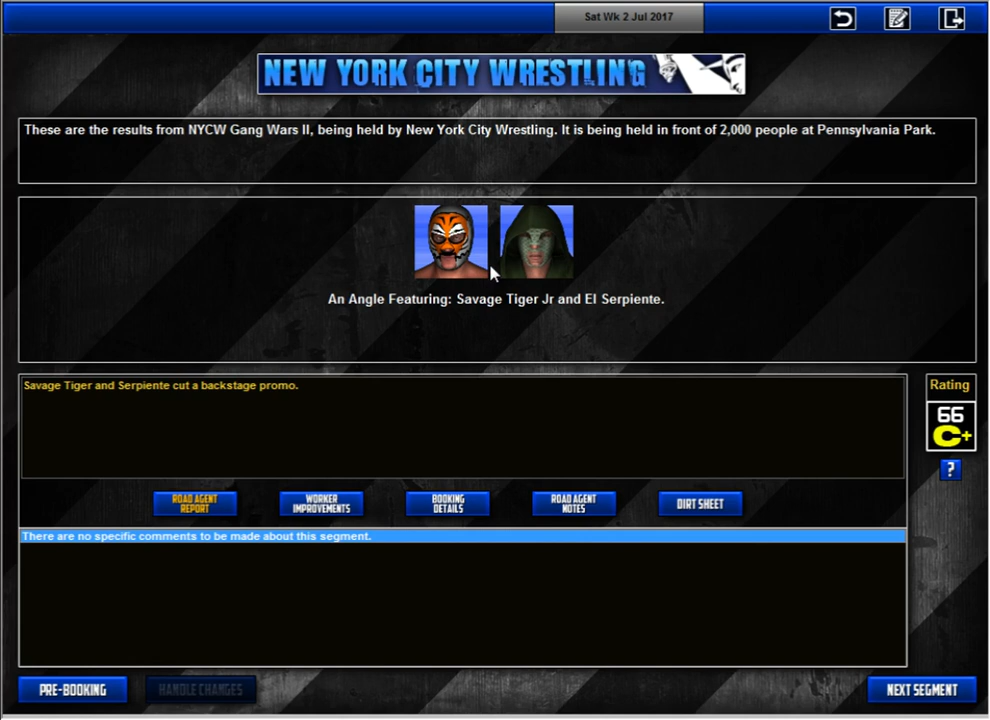 Sat Wk 2 Jul 2017
NEW YORK CITY WRESTLING
These are the results from NYCW Gang Wars II, being held by New York City Wrestling. It is being held in front of 2,000 people at Pennsylvania Park.
An Angle Featuring: Savage Tiger Jr and El Serpiente.
Savage Tiger and Serpiente cut a backstage promo.
Rating
66
C+
?
ROAD AGENT
REPORT
WORKER
IMPROVEMENTS
BOOKING
DETAILS
ROAD AGENT
NOTES
DIRT SHEET
There are no specific comments to be made about this segment.
PRE-BOOKING
HANDLE CHANGES
NEXT SEGMENT